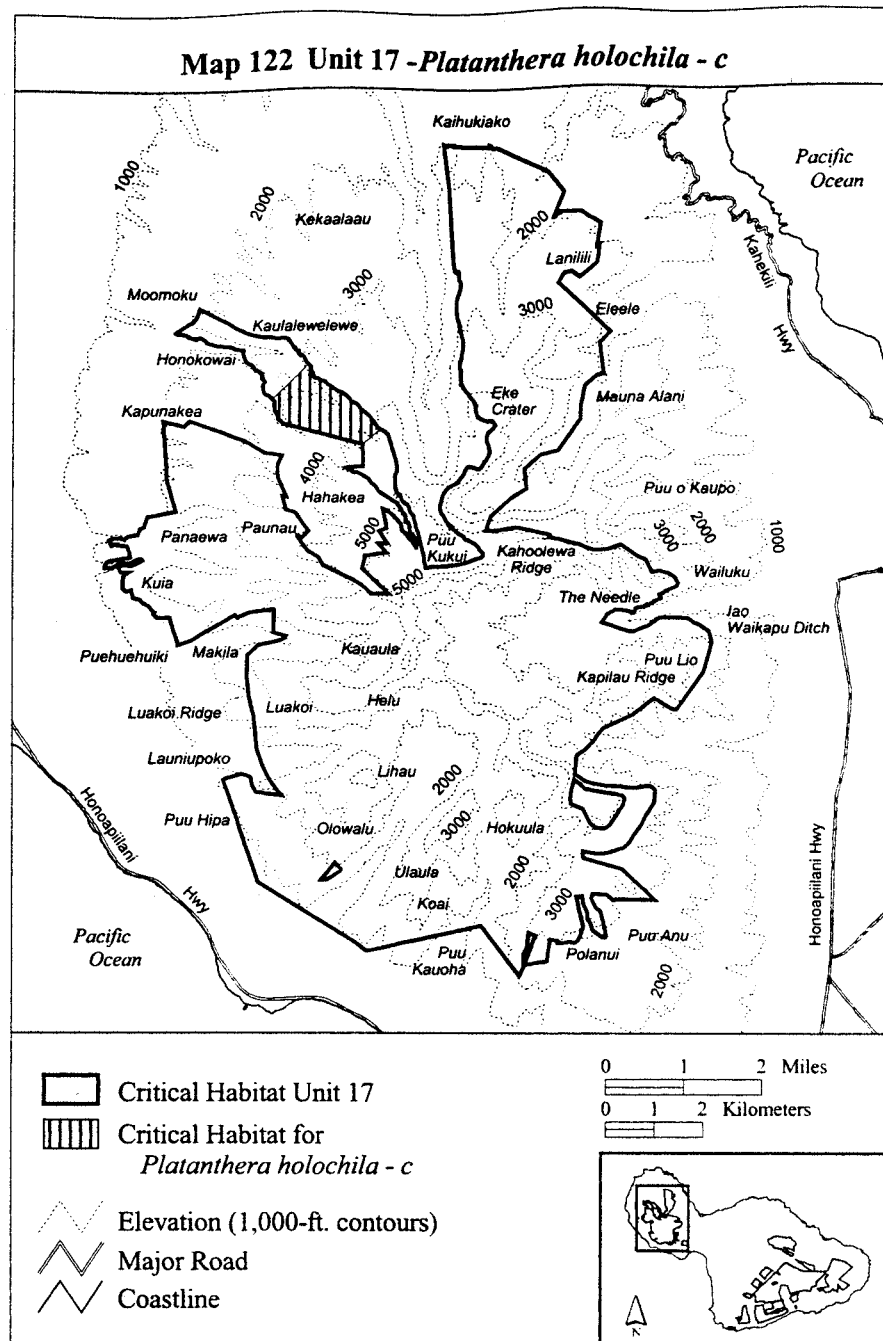 Map 122 Unit 17 - Platanthera holochila - c
Kaihukiako
Pacific
Ocean
1000
2000
Kekaalaau
2000
Lanilili
Kahekili
Hwy
3000
3000
Moomoku
Kaulalewelewe
Eleele
Honokowai
Eke
Crater
Mauna Alani
Kapunakea
4000
Hahakea
Puu o Kaupo
3000
2000
1000
Panaewa
Paunau
5000
Puu
Kukui
Kahoolewa
Ridge
Wailuku
Kuia
5000
The Needle
Iao
Waikapu Ditch
Puehuehuiki
Makila
Kauaula
Puu Lio
Kapilau Ridge
Luakoi Ridge
Luakoi
Helu
Launiupoko
Lihau
2000
Honoapiilani
Hwy
Puu Hipa
Olowalu
3000
Hokuula
Honoapiilani Hwy
Ulaula
2000
Koai
3000
Pacific
Ocean
Puu
Kauoha
Polanui
Puu Anu
2000
Critical Habitat Unit 17
Critical Habitat for
Platanthera holochila - c
Elevation (1,000-ft. contours)
Major Road
Coastline
0 1 2 Miles
0 1 2 Kilometers
N